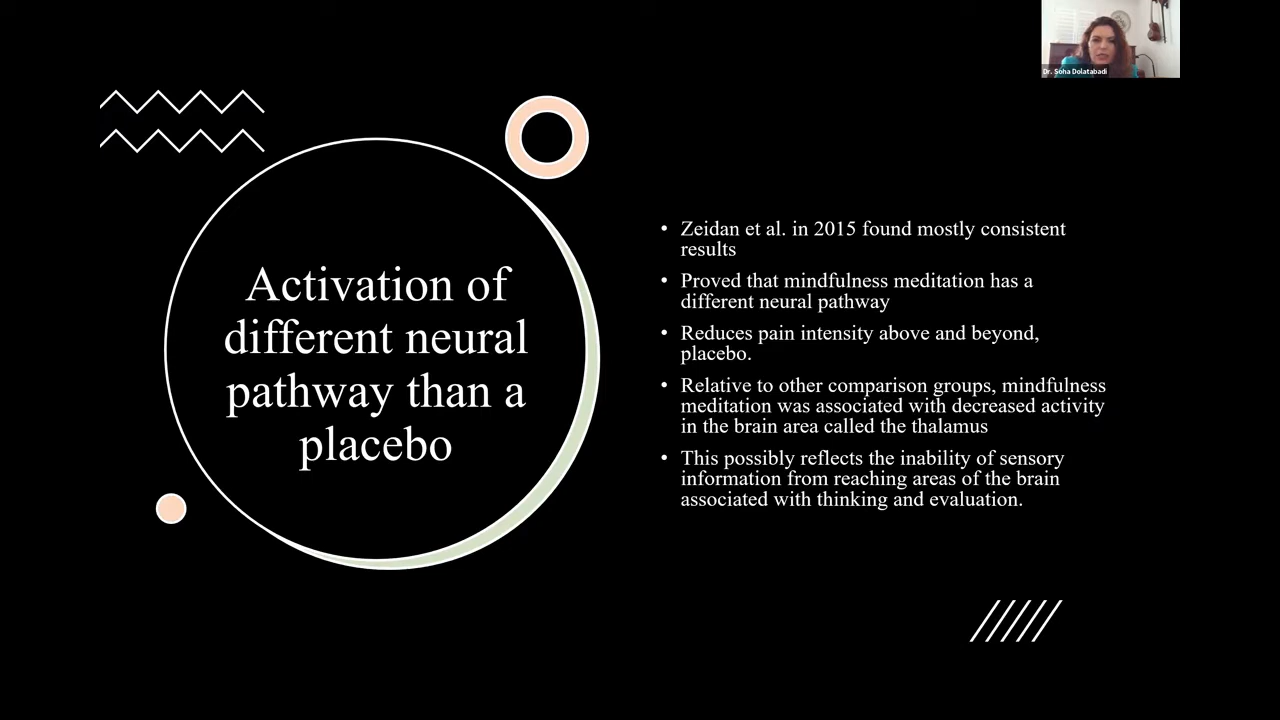 Dr. Soha Dolatabadi
Activation of
different neural
pathway than a
placebo
• Zeidan et al. in 2015 found mostly consistent
results
• Proved that mindfulness meditation has a
different neural pathway
• Reduces pain intensity above and beyond,
placebo.
• Relative to other comparison groups, mindfulness
meditation was associated with decreased activity
in the brain area called the thalamus
• This possibly reflects the inability of sensory
information from reaching areas of the brain
associated with thinking and evaluation.